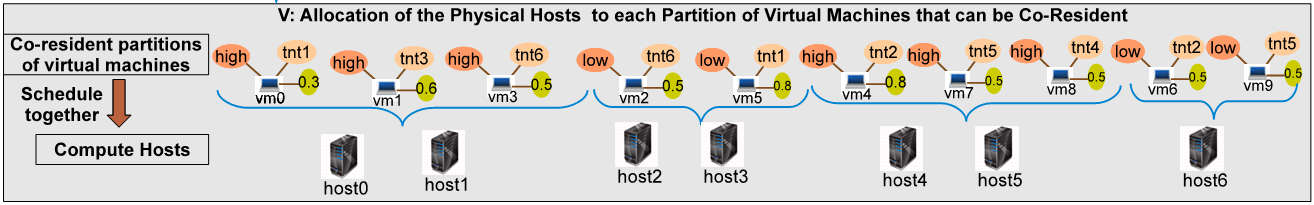 V: Allocation of the Physical Hosts to each Partition of Virtual Machines that can be Co-Resident
Co-resident partitions
of virtual machines
Schedule
together
Compute Hosts
high tnt1 0.3 vm0
high tnt3 0.6 vm1
high tnt6 0.5 vm3
low tnt6 0.5 vm2
low tnt1 0.8 vm5
high tnt2 0.8 vm4
high tnt5 0.5 vm7
high tnt4 0.5 vm8
low tnt2 0.5 vm6
low tnt5 0.5 vm9
host0 host1 host2 host3 host4 host5 host6